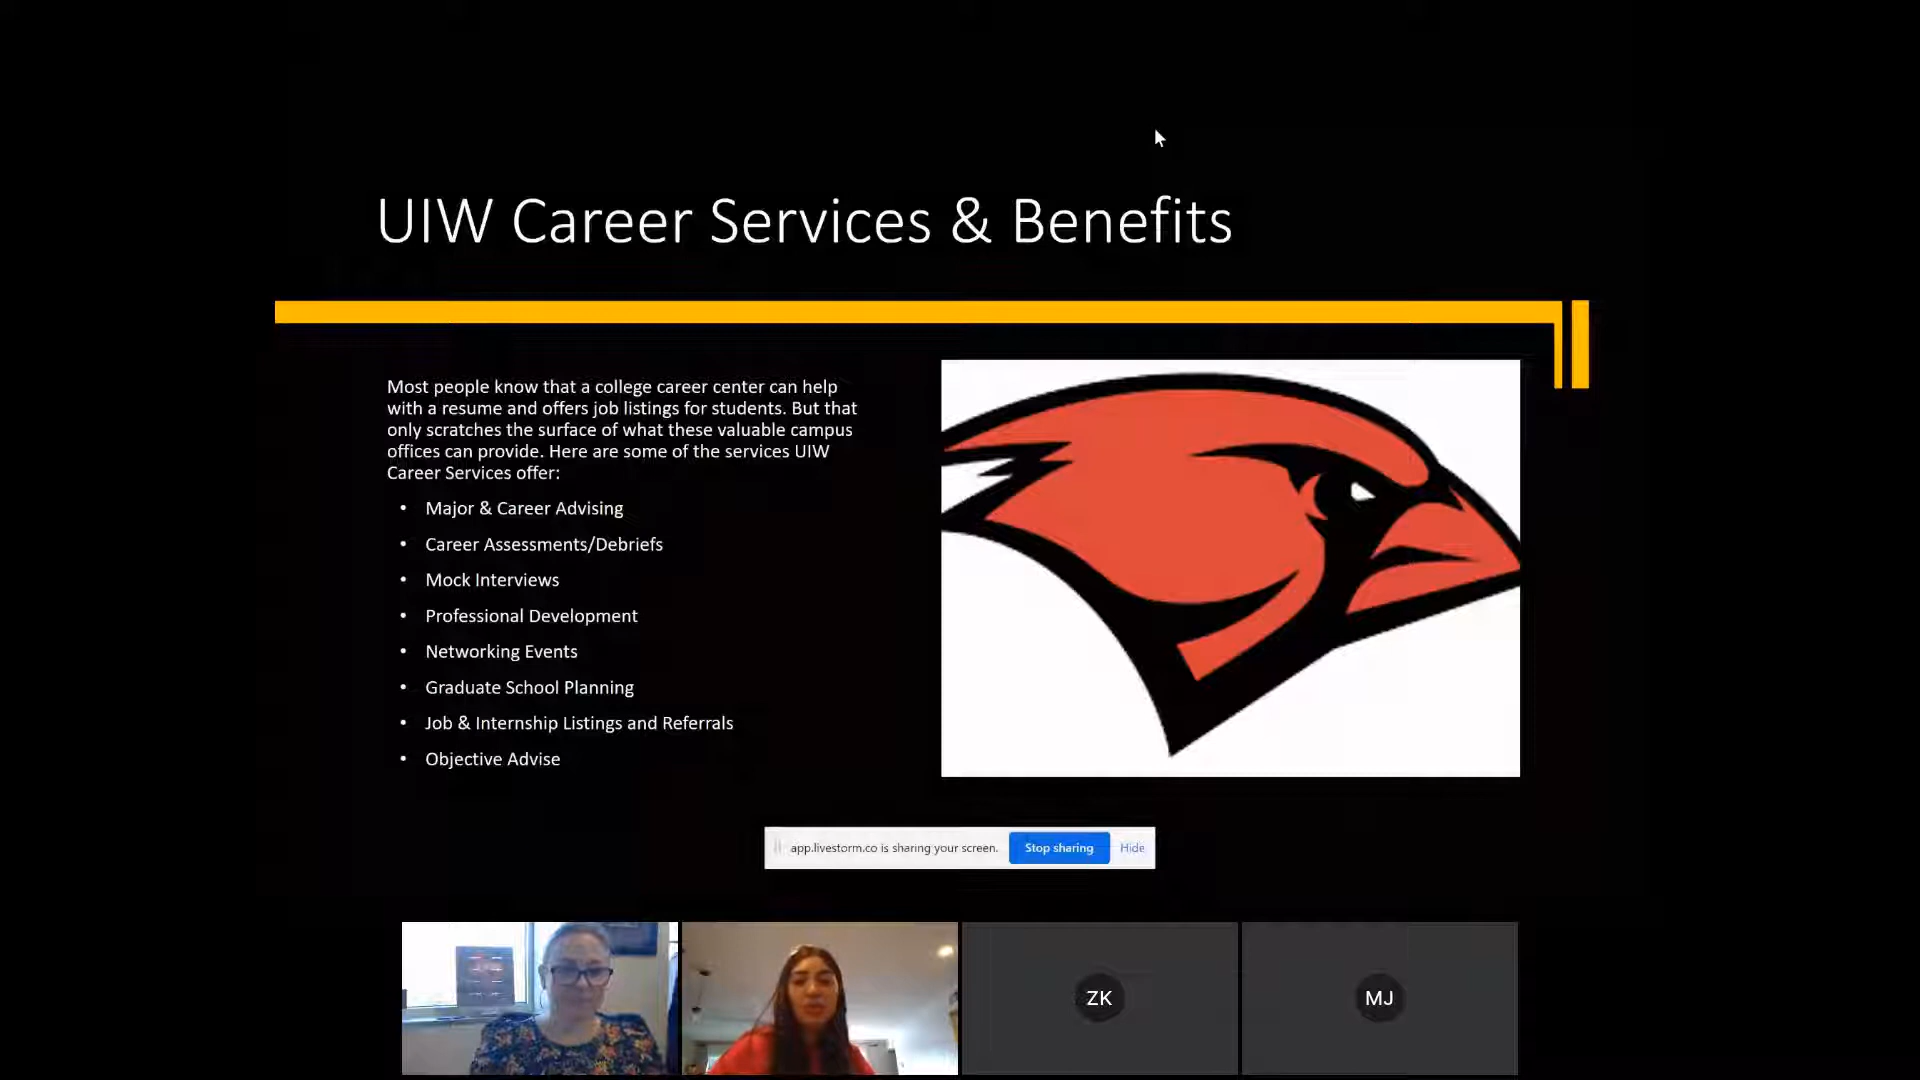 UIW Career Services & Benefits
Most people know that a college career center can help
with a resume and offers job listings for students. But that
only scratches the surface of what these valuable campus
offices can provide. Here are some of the services UIW
Career Services offer:
• Major & Career Advising
• Career Assessments/Debriefs
• Mock Interviews
• Professional Development
• Networking Events
• Graduate School Planning
• Job & Internship Listings and Referrals
• Objective Advise
app.livestorm.co is sharing your screen. Stop sharing Hide
ZK MJ